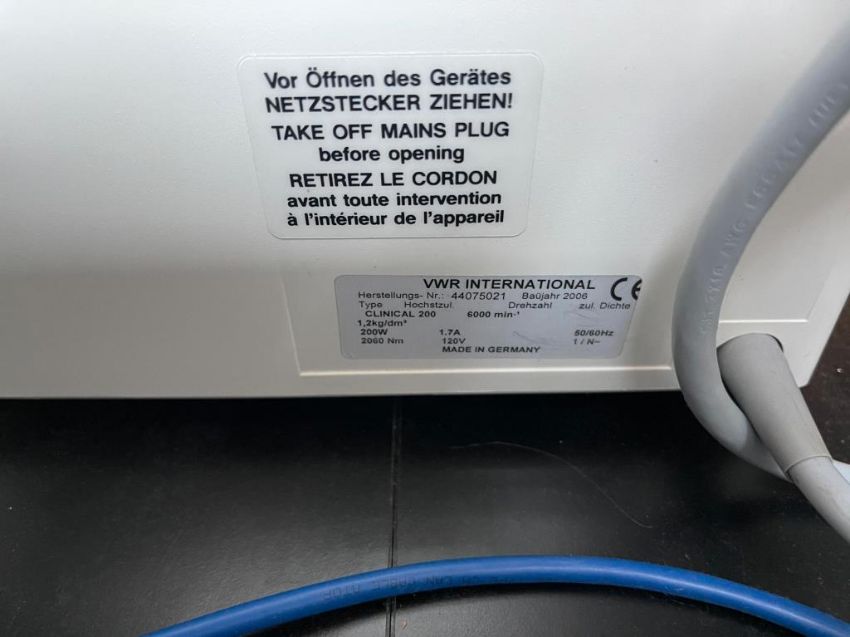 Vor Öffnen des Gerätes
NETZSTECKER ZIEHEN!
TAKE OFF MAINS PLUG
before opening
RETIREZ LE CORDON
avant toute intervention
à l'intérieur de l'appareil
VWR INTERNATIONAL CE
Herstellungs- Nr.: 44075021 Baüjahr 2006
Type Hochstzul. Drehzahl zul. Dichte
CLINICAL 200 6000 min-¹
1,2kg/dm³
200W 1.7A 50/60Hz
2060 Nm 120V 1 / N~
MADE IN GERMANY
CABLE